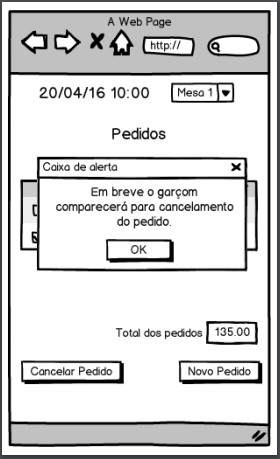 A Web Page
http://
20/04/16 10:00
Mesa 1
Pedidos
Caixa de alerta
Em breve o garçom
comparecerá para cancelamento
do pedido.
OK
Total dos pedidos 135.00
Cancelar Pedido
Novo Pedido